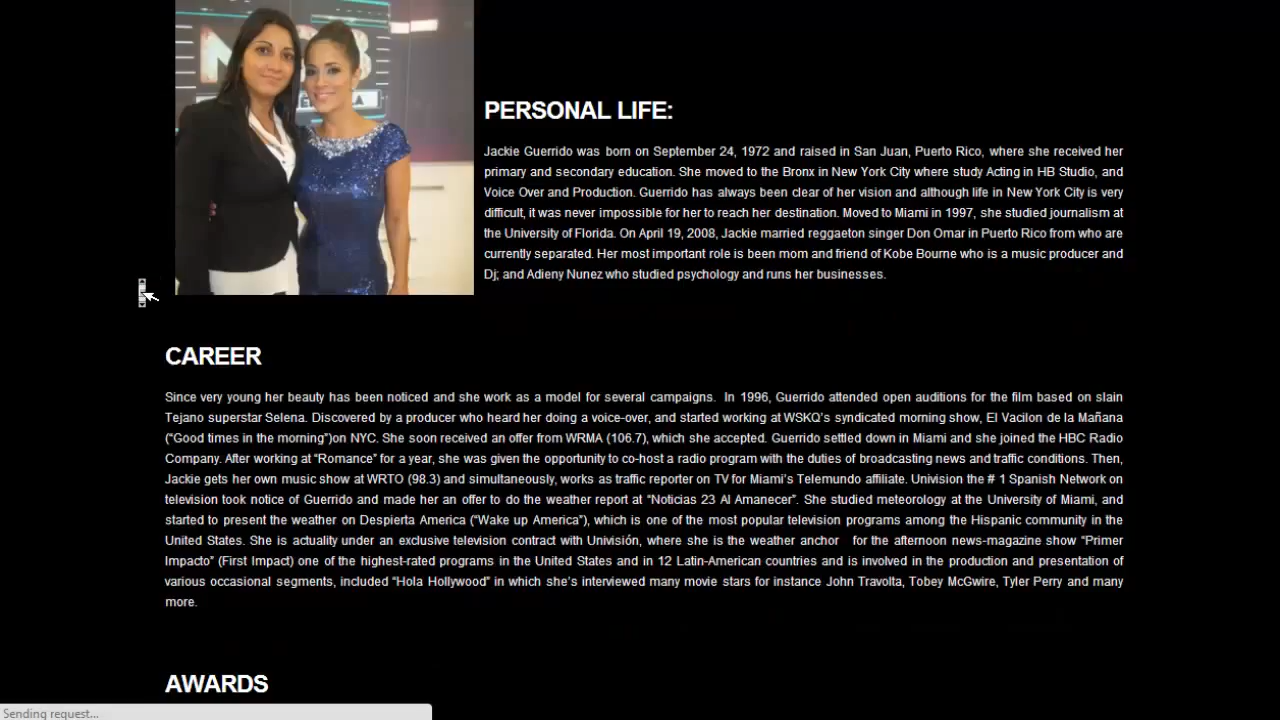 PERSONAL LIFE:
Jackie Guerrido was born on September 24, 1972 and raised in San Juan, Puerto Rico, where she received her
primary and secondary education. She moved to the Bronx in New York City where study Acting in HB Studio, and
Voice Over and Production. Guerrido has always been clear of her vision and although life in New York City is very
difficult, it was never impossible for her to reach her destination. Moved to Miami in 1997, she studied journalism at
the University of Florida. On April 19, 2008, Jackie married reggaeton singer Don Omar in Puerto Rico from who are
currently separated. Her most important role is been mom and friend of Kobe Bourne who is a music producer and
Dj; and Adieny Nunez who studied psychology and runs her businesses.
CAREER
Since very young her beauty has been noticed and she work as a model for several campaigns. In 1996, Guerrido attended open auditions for the film based on slain
Tejano superstar Selena. Discovered by a producer who heard her doing a voice-over, and started working at WSKQ's syndicated morning show, El Vacilon de la Mañana
("Good times in the morning")on NYC. She soon received an offer from WRMA (106.7), which she accepted. Guerrido settled down in Miami and she joined the HBC Radio
Company. After working at "Romance" for a year, she was given the opportunity to co-host a radio program with the duties of broadcasting news and traffic conditions. Then,
Jackie gets her own music show at WRTO (98.3) and simultaneously, works as traffic reporter on TV for Miami's Telemundo affiliate. Univision the # 1 Spanish Network on
television took notice of Guerrido and made her an offer to do the weather report at "Noticias 23 Al Amanecer". She studied meteorology at the University of Miami, and
started to present the weather on Despierta America ("Wake up America"), which is one of the most popular television programs among the Hispanic community in the
United States. She is actuality under an exclusive television contract with Univisión, where she is the weather anchor for the afternoon news-magazine show "Primer
Impacto" (First Impact) one of the highest-rated programs in the United States and in 12 Latin-American countries and is involved in the production and presentation of
various occasional segments, included "Hola Hollywood" in which she's interviewed many movie stars for instance John Travolta, Tobey McGwire, Tyler Perry and many
more.
AWARDS
Sending request...